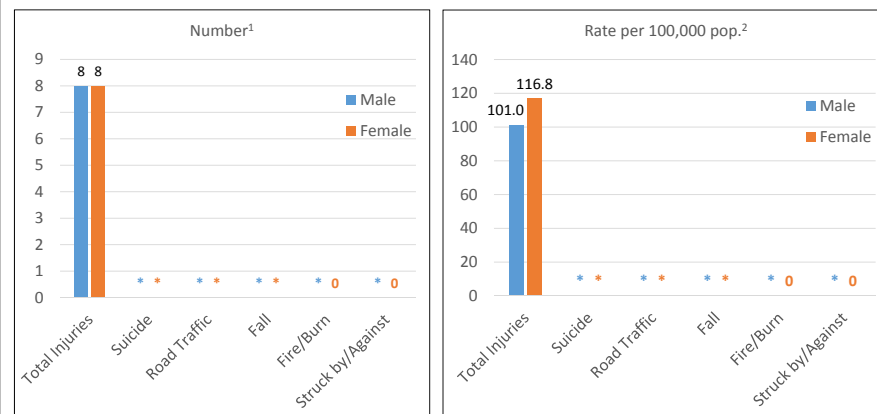 Number¹
9
8
7
6
5
4
3
2
1
0
8 8
Male
Female
* * * * * * * 0 * 0
Total Injuries
Suicide
Road Traffic
Fall
Fire/Burn
Struck by/Against
Rate per 100,000 pop.²
140
120
100
80
60
40
20
0
101.0
116.8
Male
Female
* * * * * * * 0 * 0
Total Injuries
Suicide
Road Traffic
Fall
Fire/Burn
Struck by/Against